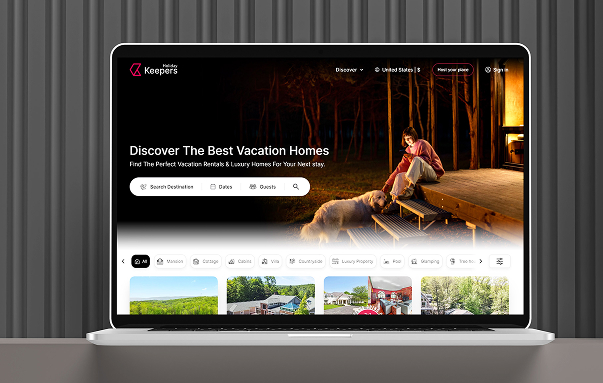 Holiday
Keepers
Discover
United States | $
Host your place
Sign in
Discover The Best Vacation Homes
Find The Perfect Vacation Rentals & Luxury Homes For Your Next stay.
Search Destination
Dates
Guests
All
Mansion
Cottage
Cabins
Villa
Countryside
Luxury Property
Pool
Glamping